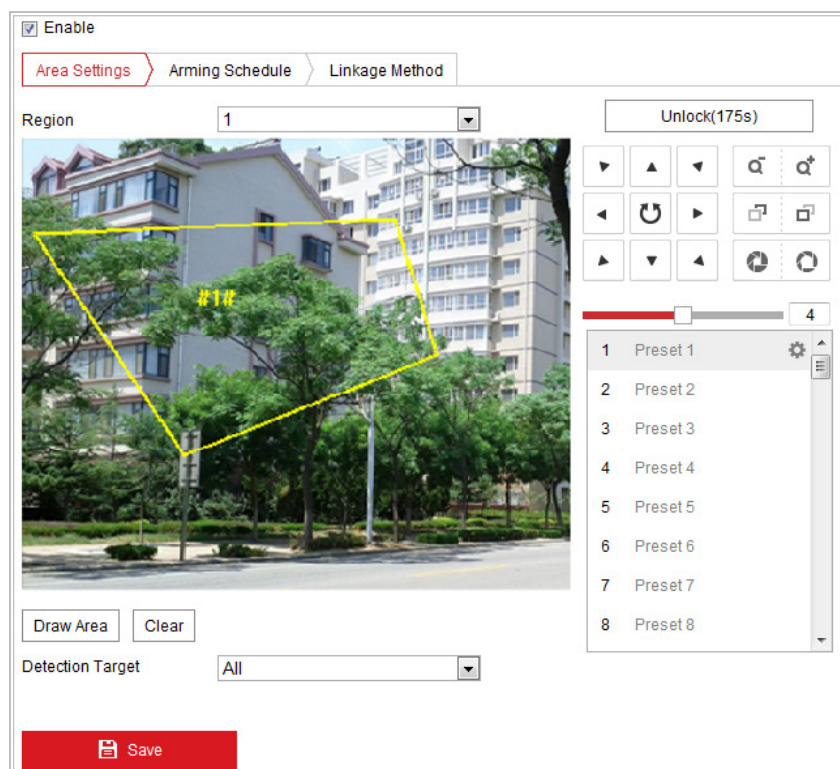 Enable
Area Settings
Arming Schedule
Linkage Method
Region
1
Unlock(175s)
#1#
4
1 Preset 1
2 Preset 2
3 Preset 3
4 Preset 4
5 Preset 5
6 Preset 6
7 Preset 7
8 Preset 8
Draw Area
Clear
Detection Target
All
Save